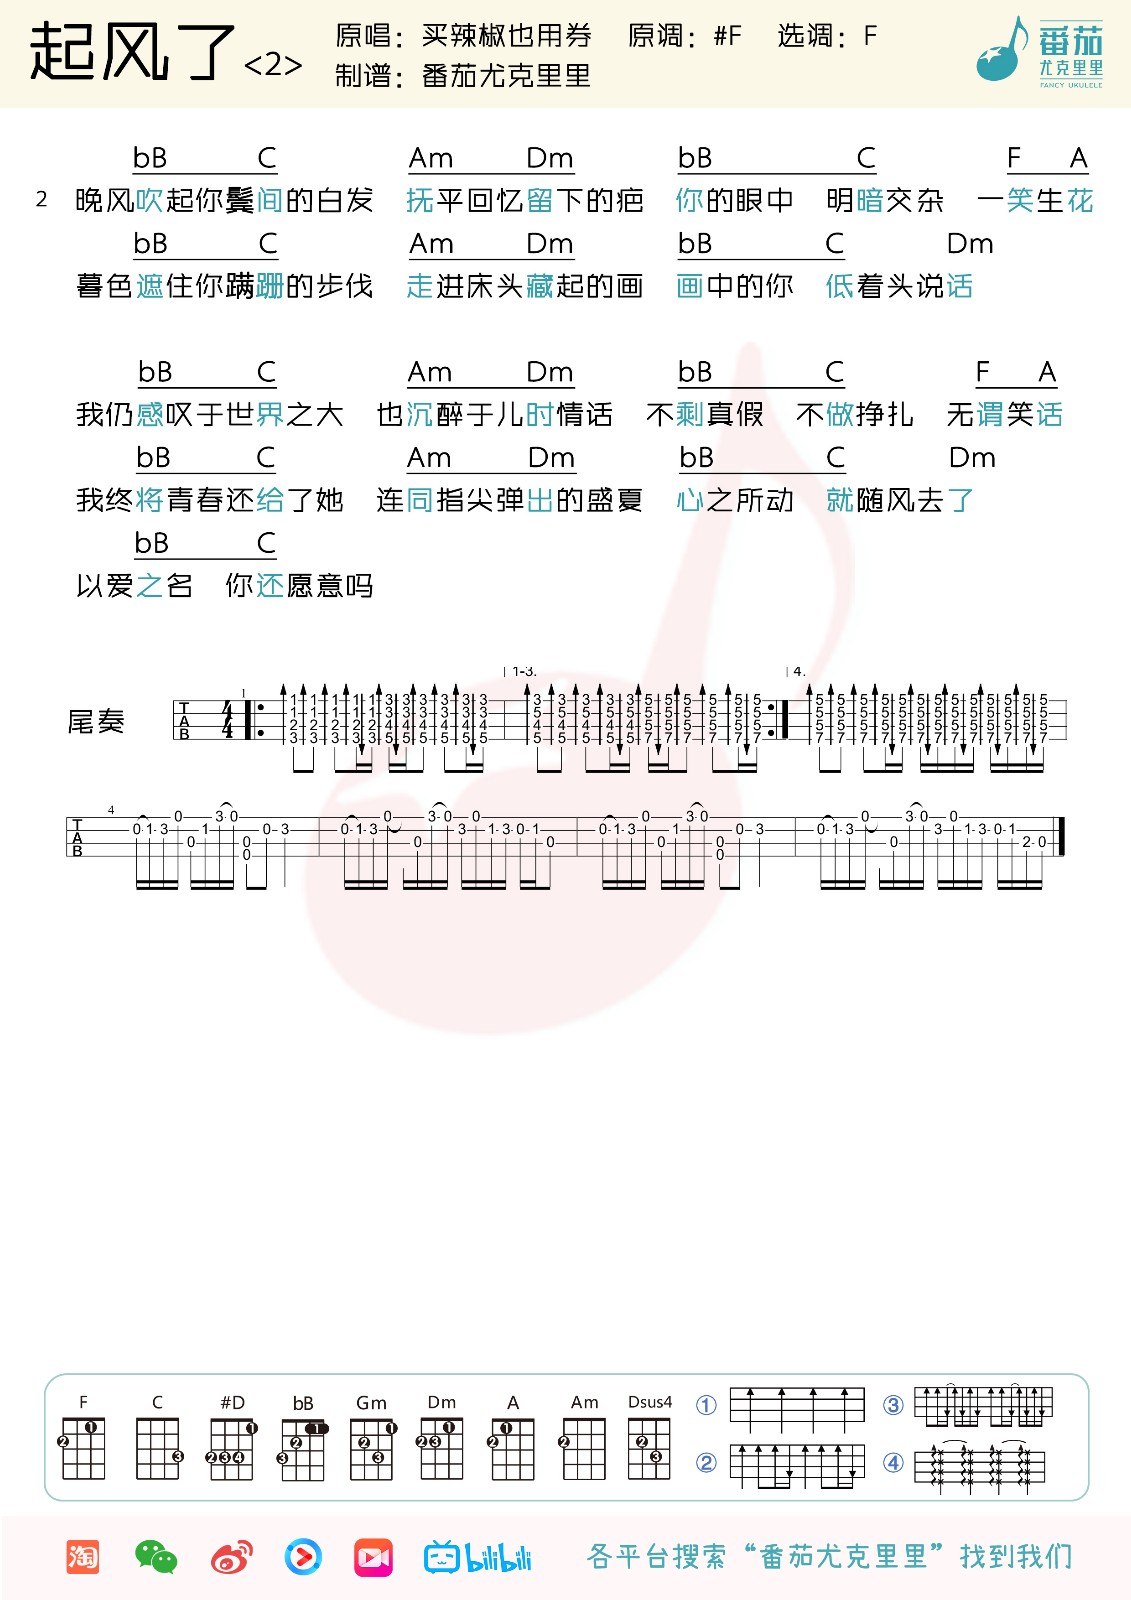 起风了 <2>
原唱：买辣椒也用券 原调：#F 选调：F
制谱：番茄尤克里里
番茄
尤克里里
FANCY UKULELE
bB C Am Dm bB C F A
2 晚风吹起你鬓间的白发 抚平回忆留下的疤 你的眼中 明暗交杂 一笑生花
bB C Am Dm bB C Dm
暮色遮住你蹒跚的步伐 走进床头藏起的画 画中的你 低着头说话
bB C Am Dm bB C F A
我仍感叹于世界之大 也沉醉于儿时情话 不剩真假 不做挣扎 无谓笑话
bB C Am Dm bB C Dm
我终将青春还给了她 连同指尖弹出的盛夏 心之所动 就随风去了
bB C
以爱之名 你还愿意吗
1-3. 4.
尾奏
1
TAB 4/4
4
TAB
F C #D bB Gm Dm A Am Dsus4
① ③
② ④
淘 bilibili 各平台搜索“番茄尤克里里”找到我们